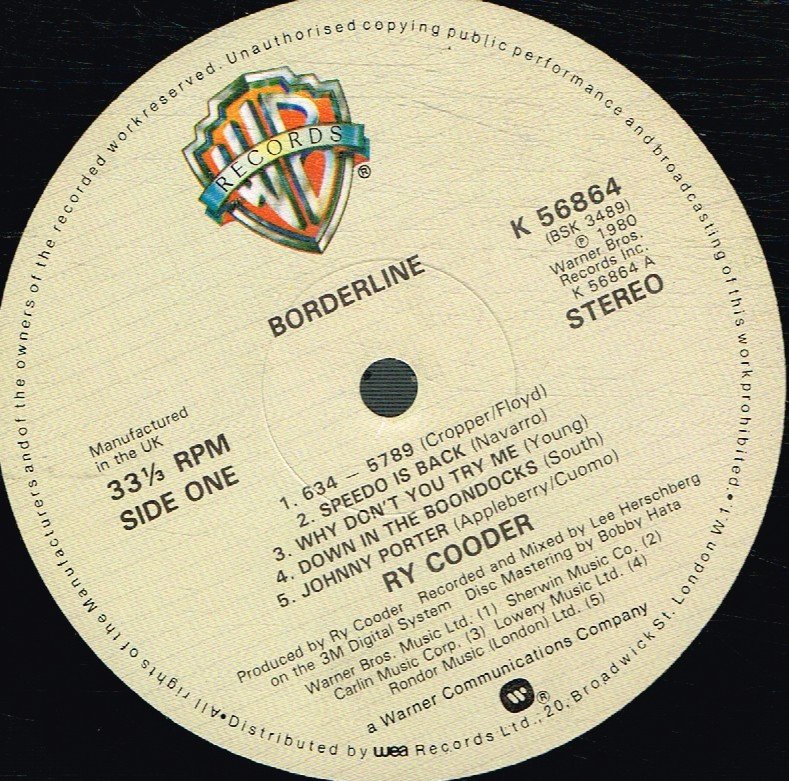 All rights of the Manufacturers and of the owners of the recorded work reserved. Unauthorised copying public performance and broadcasting of this work prohibited.
WB
RECORDS
®
BORDERLINE
K 56864
(BSK 3489)
℗ 1980
Warner Bros.
Records Inc.
K 56864 A
STEREO
Manufactured
in the UK
33⅓ RPM
SIDE ONE
1. 634 – 5789 (Cropper/Floyd)
2. SPEEDO IS BACK (Navarro)
3. WHY DON'T YOU TRY ME (Young)
4. DOWN IN THE BOONDOCKS (South)
5. JOHNNY PORTER (Appleberry/Cuomo)
RY COODER
Produced by Ry Cooder Recorded and Mixed by Lee Herschberg
on the 3M Digital System Disc Mastering by Bobby Hata
Warner Bros. Music Ltd. (1) Sherwin Music Co. (2)
Carlin Music Corp. (3) Lowery Music Ltd. (4)
Rondor Music (London) Ltd. (5)
a Warner Communications Company
®
•Distributed by wea Records Ltd., 20, Broadwick St. London W.1.•